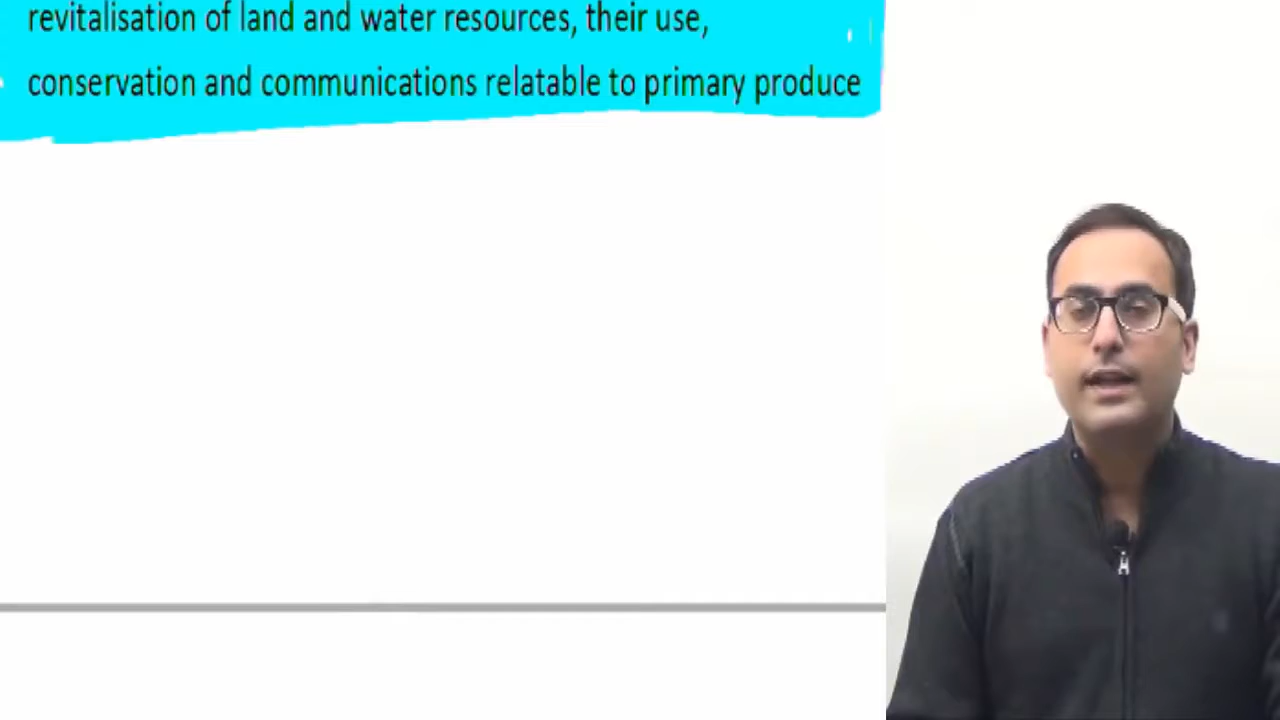 revitalisation of land and water resources, their use,
conservation and communications relatable to primary produce